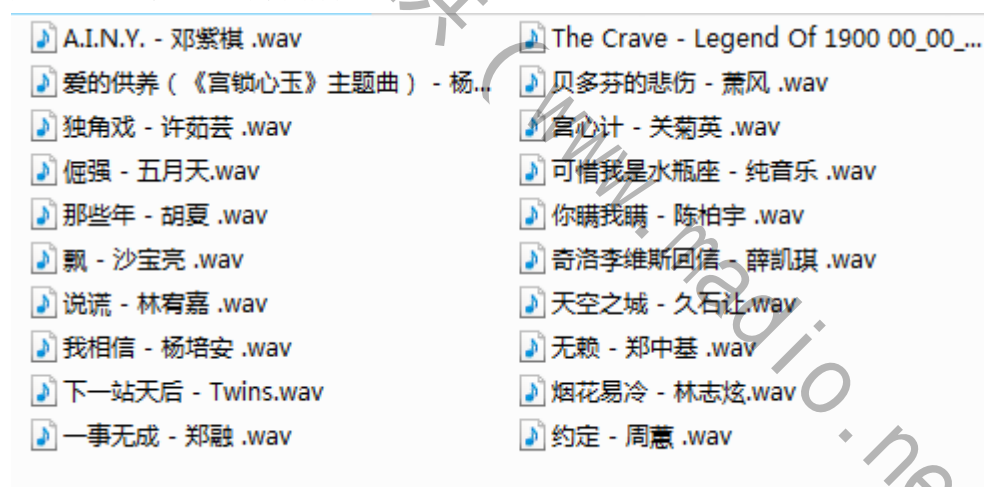 A.I.N.Y. - 邓紫棋 .wav
The Crave - Legend Of 1900 00_00_...
爱的供养（《宫锁心玉》主题曲） - 杨...
贝多芬的悲伤 - 萧风 .wav
独角戏 - 许茹芸 .wav
宫心计 - 关菊英 .wav
倔强 - 五月天.wav
可惜我是水瓶座 - 纯音乐 .wav
那些年 - 胡夏 .wav
你瞒我瞒 - 陈柏宇 .wav
飘 - 沙宝亮 .wav
奇洛李维斯回信 - 薛凯琪 .wav
说谎 - 林宥嘉 .wav
天空之城 - 久石让.wav
我相信 - 杨培安 .wav
无赖 - 郑中基 .wav
下一站天后 - Twins.wav
烟花易冷 - 林志炫.wav
一事无成 - 郑融 .wav
约定 - 周蕙 .wav
(www.madio.ne